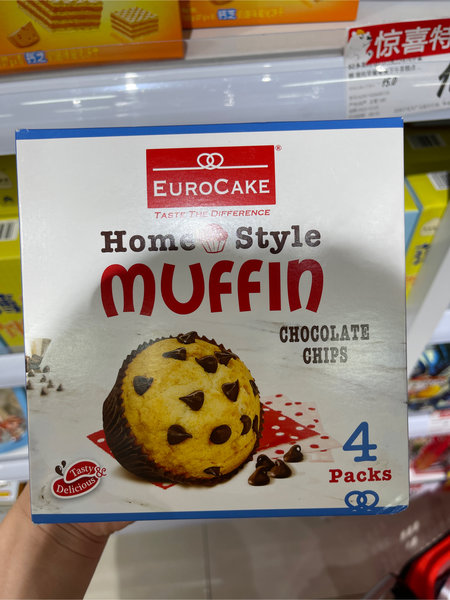 惊喜特
EUROCAKE®
TASTE THE DIFFERENCE
Home Style
MUFFIN
CHOCOLATE
CHIPS
Tasty &
Delicious
4
Packs